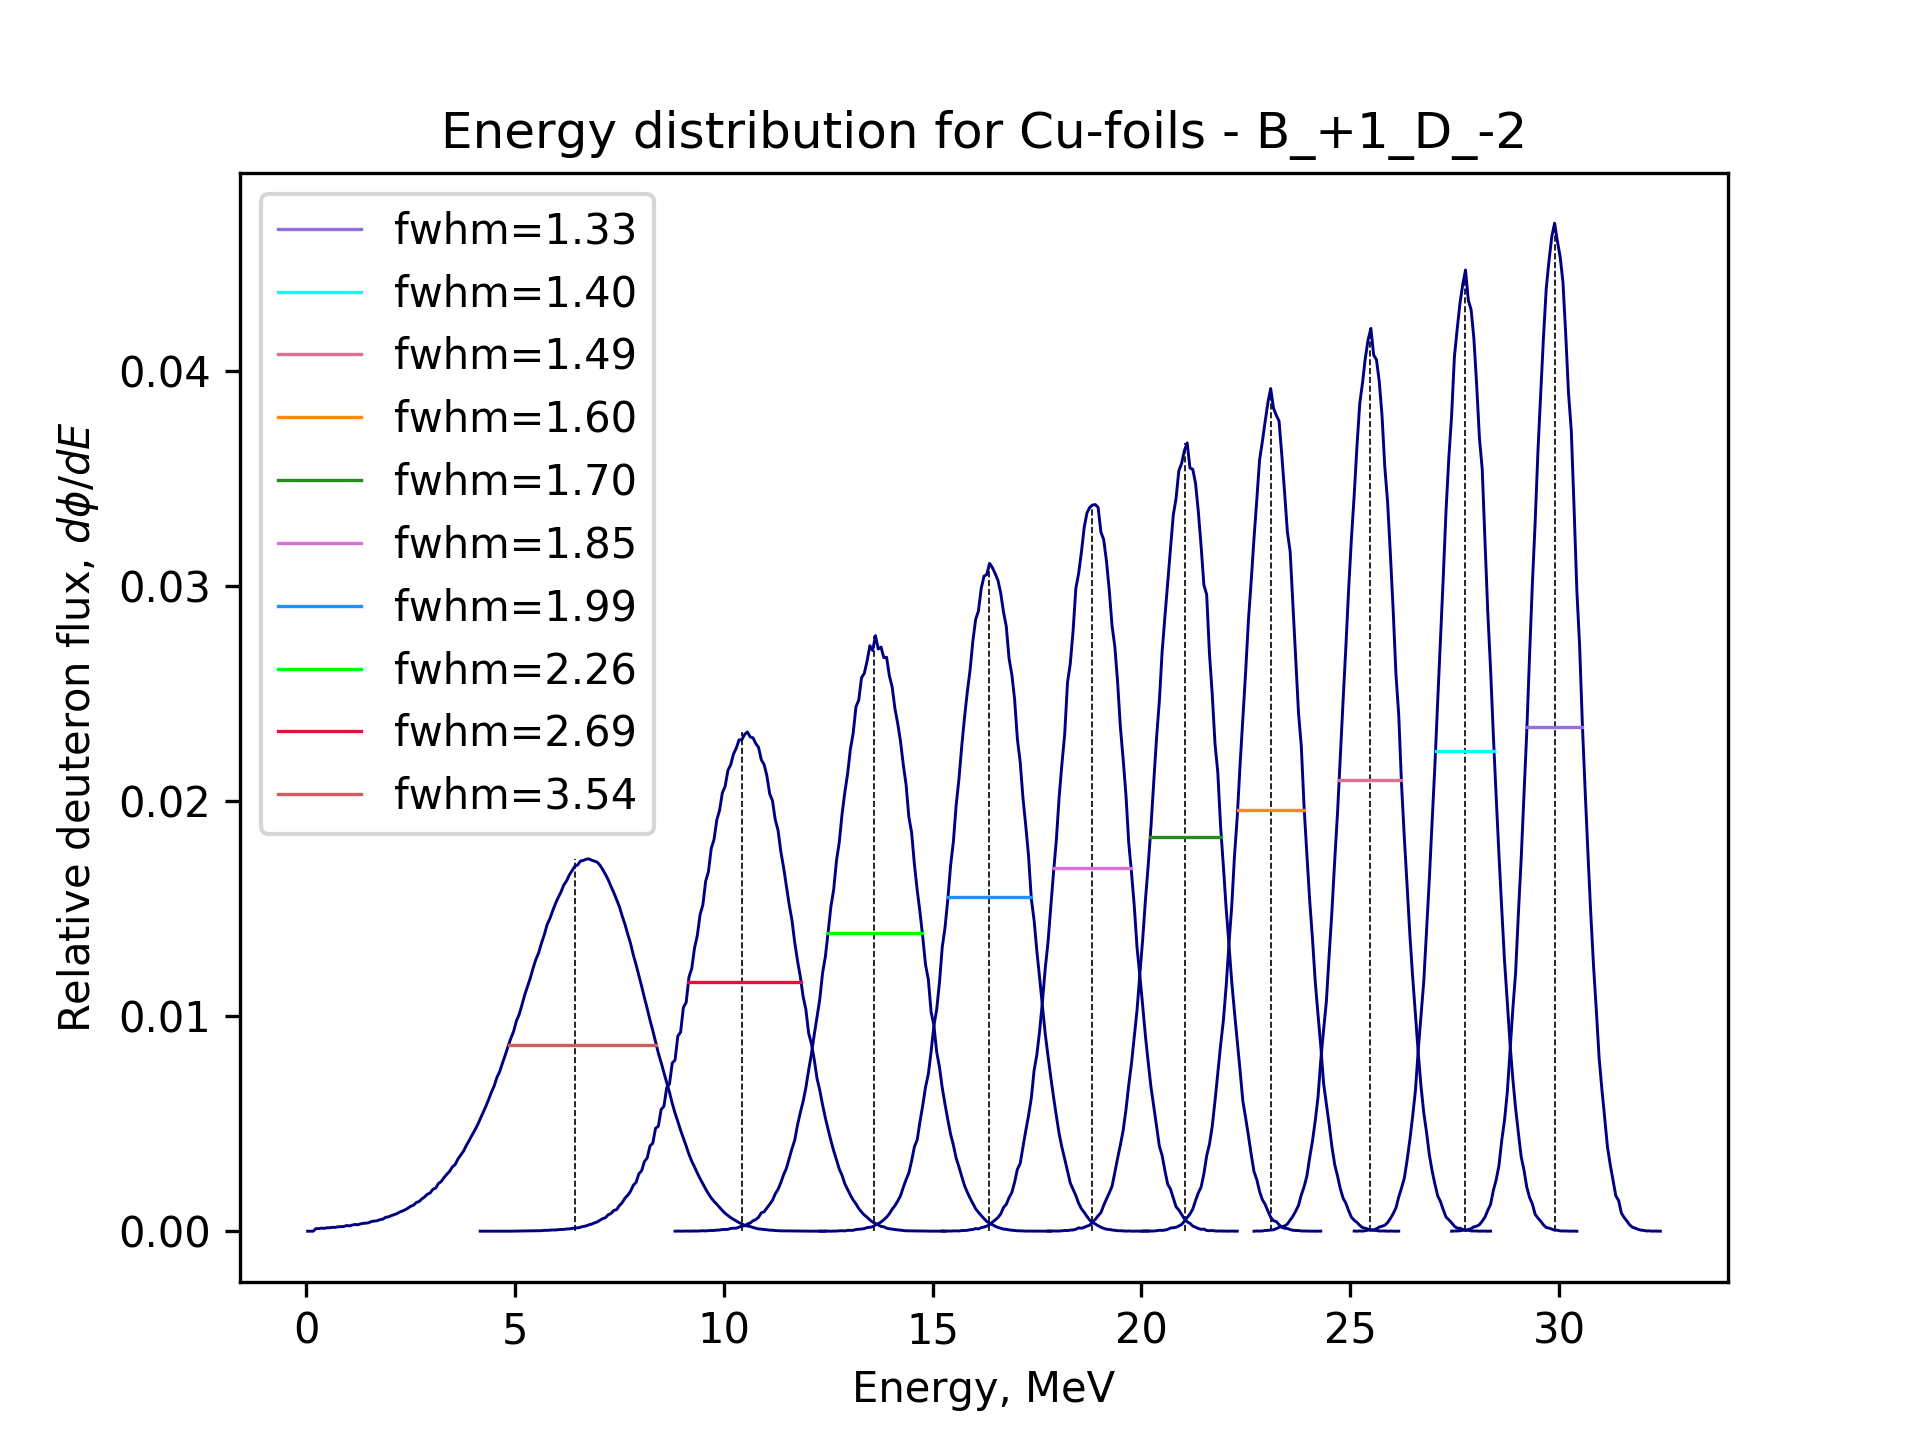 Energy distribution for Cu-foils - B_+1_D_-2
fwhm=1.33
fwhm=1.40
fwhm=1.49
fwhm=1.60
fwhm=1.70
fwhm=1.85
fwhm=1.99
fwhm=2.26
fwhm=2.69
fwhm=3.54
Relative deuteron flux, dϕ/dE
0.04
0.03
0.02
0.01
0.00
0 5 10 15 20 25 30
Energy, MeV